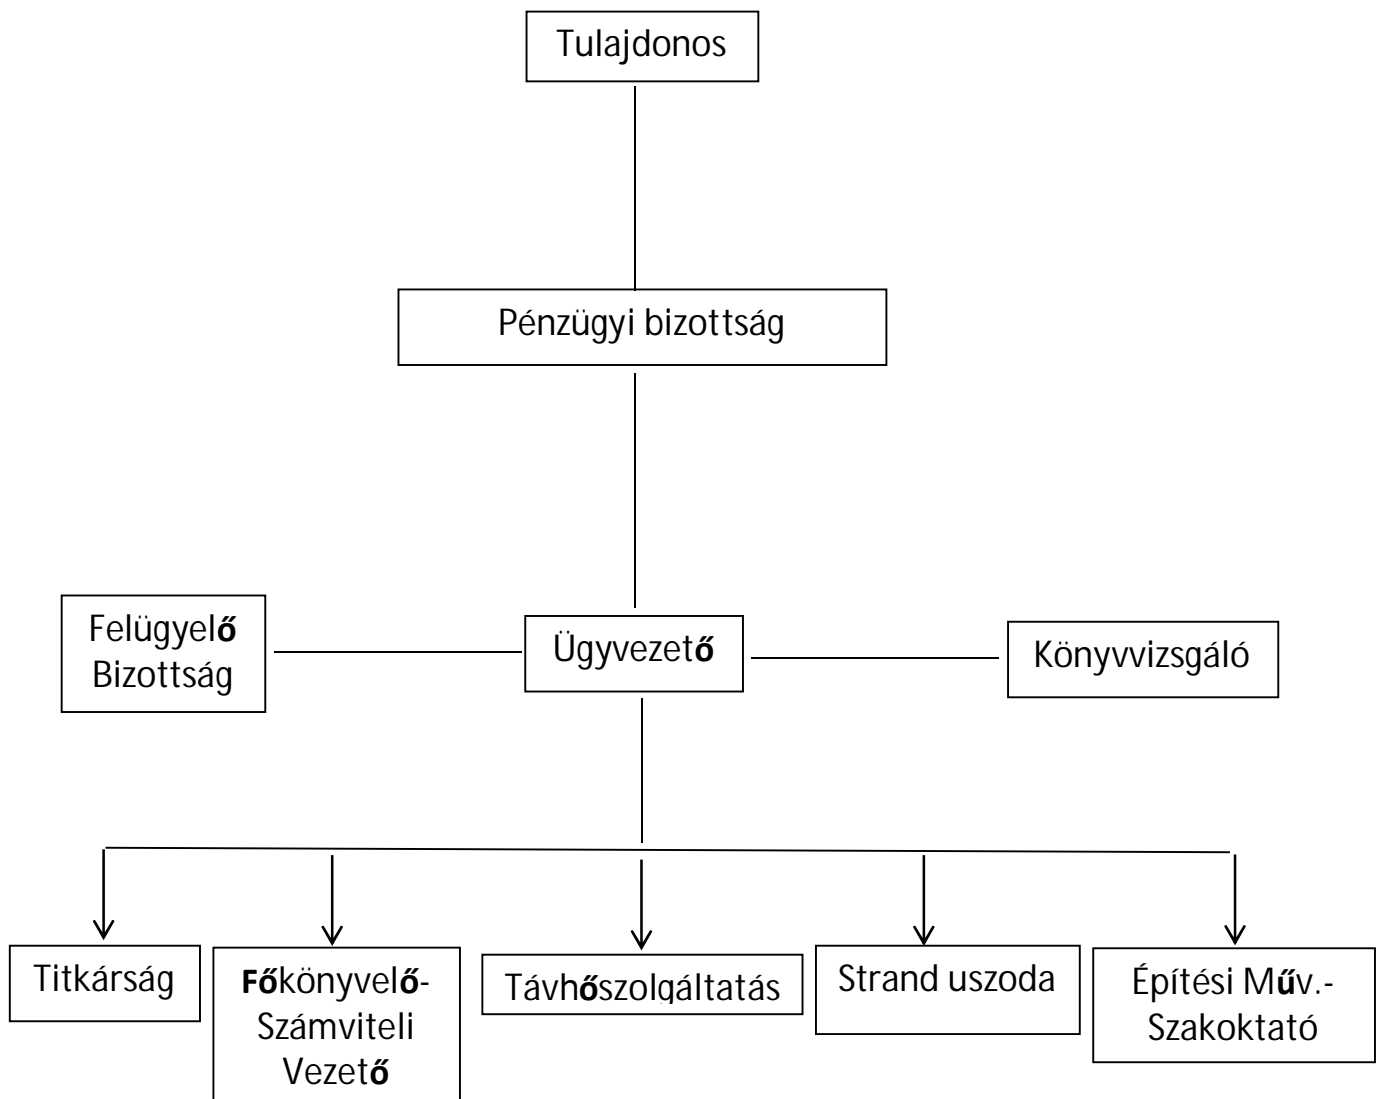 Tulajdonos
Pénzügyi bizottság
Felügyelő
Bizottság
Ügyvezető
Könyvvizsgáló
Titkárság
Főkönyvelő-
Számviteli
Vezető
Távhőszolgáltatás
Strand uszoda
Építési Műv.-
Szakoktató